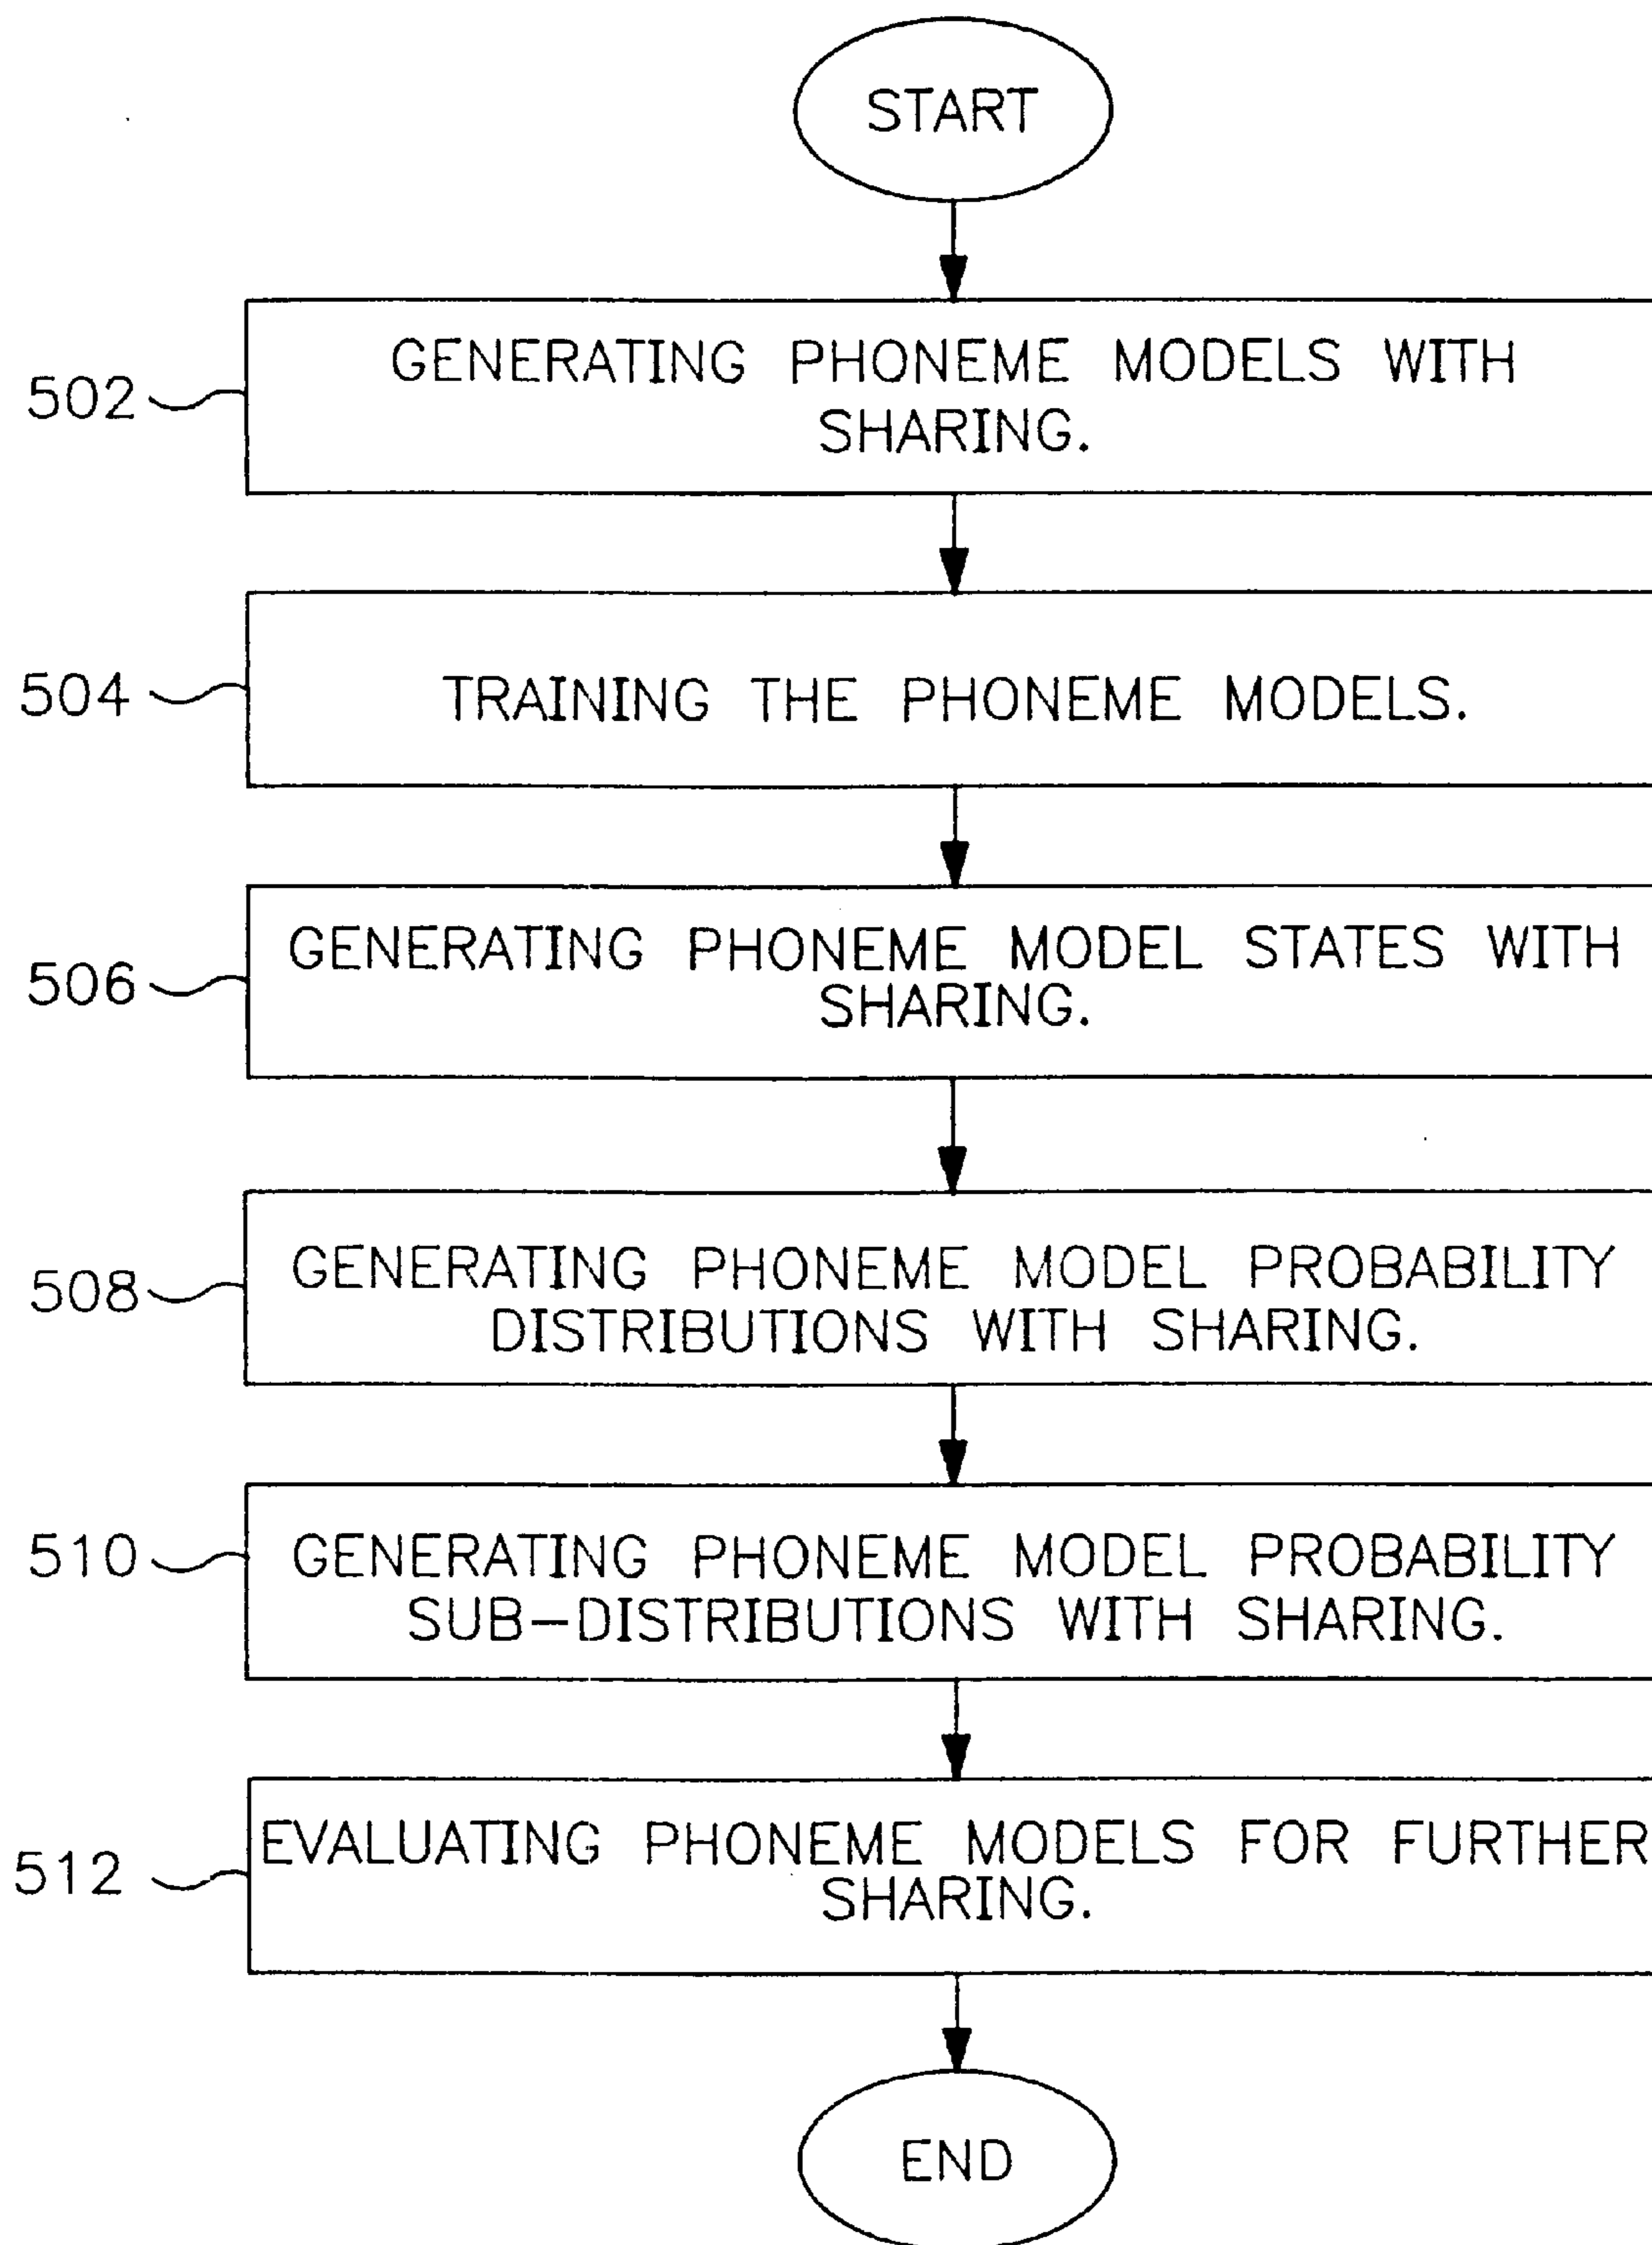 START
502
GENERATING PHONEME MODELS WITH
SHARING.
504
TRAINING THE PHONEME MODELS.
506
GENERATING PHONEME MODEL STATES WITH
SHARING.
508
GENERATING PHONEME MODEL PROBABILITY
DISTRIBUTIONS WITH SHARING.
510
GENERATING PHONEME MODEL PROBABILITY
SUB-DISTRIBUTIONS WITH SHARING.
512
EVALUATING PHONEME MODELS FOR FURTHER
SHARING.
END